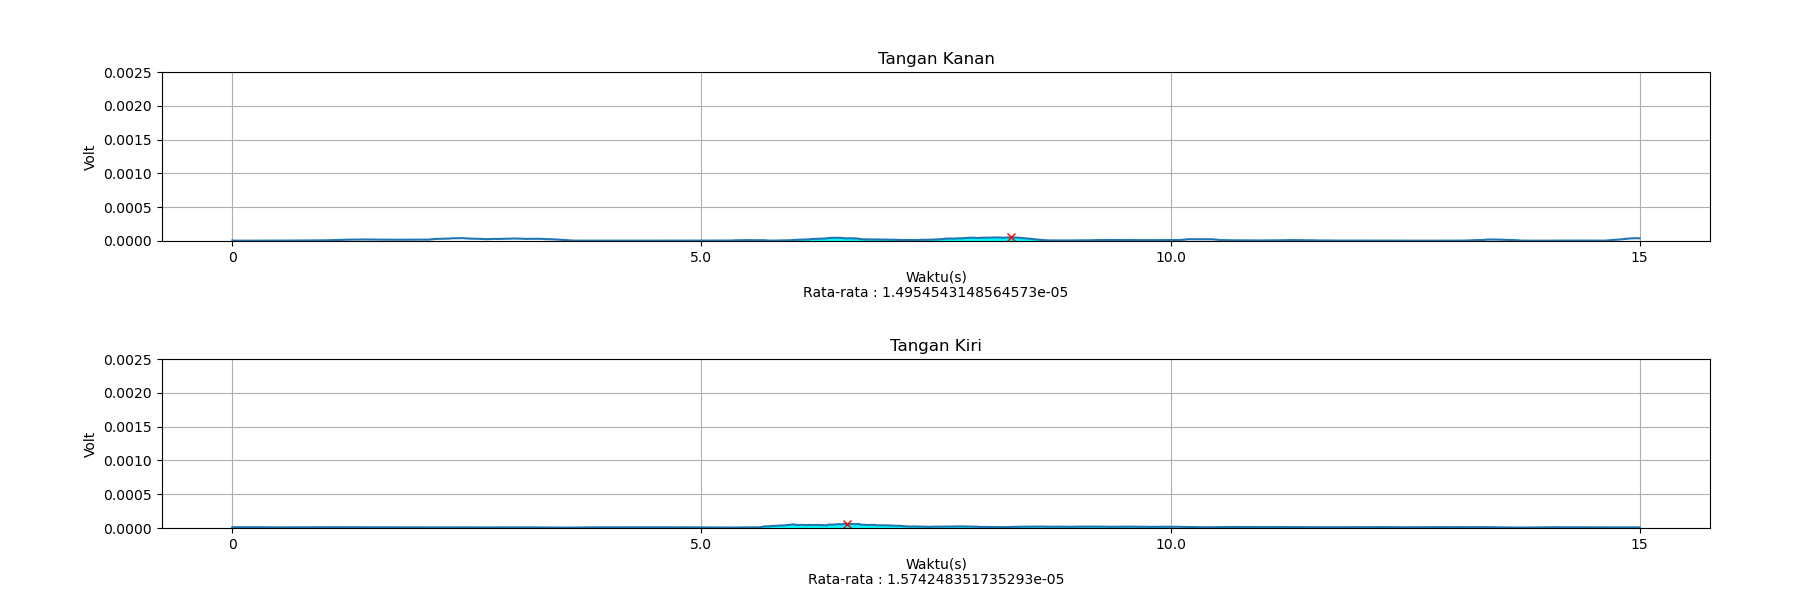 Tangan Kanan
0.0025
0.0020
0.0015
0.0010
0.0005
0.0000
Volt
0 5.0 10.0 15
Waktu(s)
Rata-rata : 1.4954543148564573e-05
Tangan Kiri
0.0025
0.0020
0.0015
0.0010
0.0005
0.0000
Volt
0 5.0 10.0 15
Waktu(s)
Rata-rata : 1.574248351735293e-05